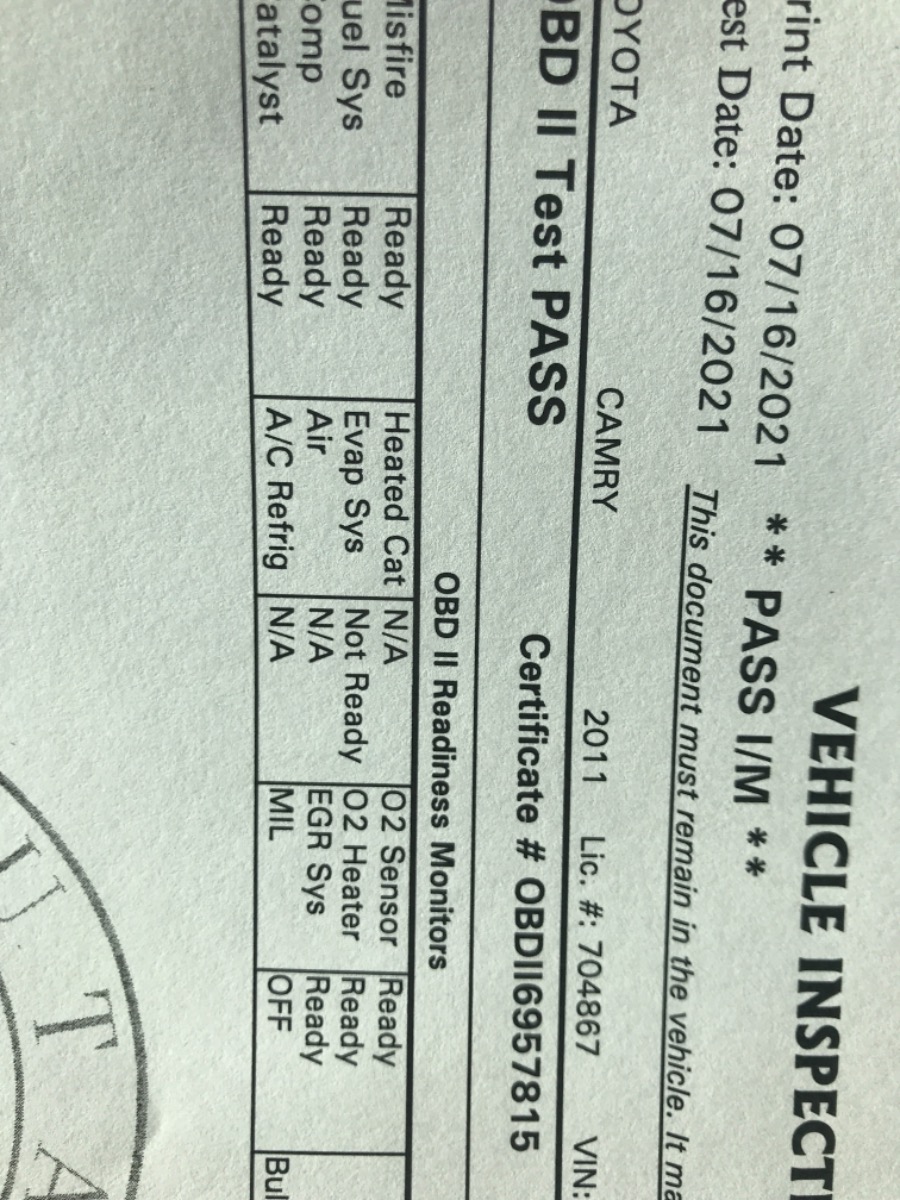 VEHICLE INSPECT
rint Date: 07/16/2021 ** PASS I/M **
est Date: 07/16/2021 This document must remain in the vehicle. It ma
OYOTA CAMRY 2011 Lic. #: 704867 VIN:
OBD II Test PASS Certificate # OBDII6957815
OBD II Readiness Monitors
Misfire Ready Heated Cat N/A O2 Sensor Ready
uel Sys Ready Evap Sys Not Ready O2 Heater Ready
omp Ready Air N/A EGR Sys Ready
atalyst Ready A/C Refrig N/A MIL OFF Bul
UTA